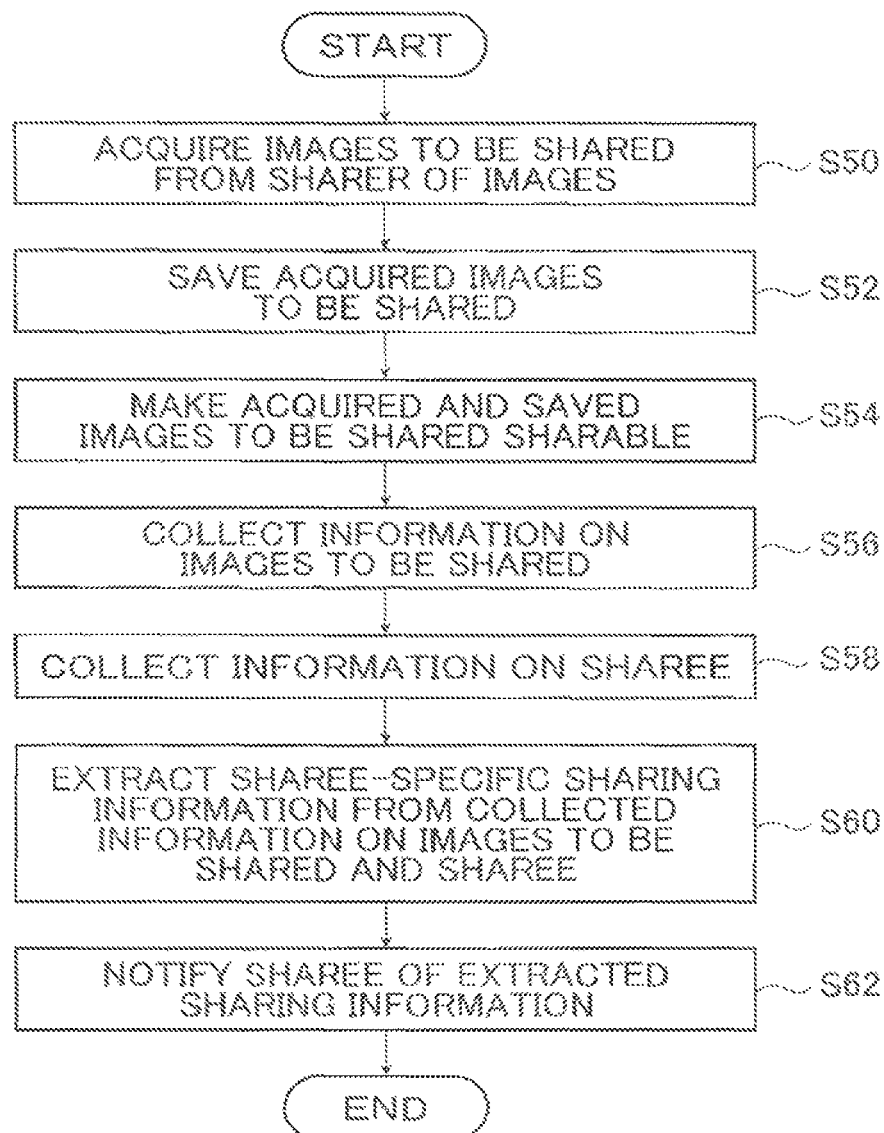 START
ACQUIRE IMAGES TO BE SHARED
FROM SHARER OF IMAGES
S50
SAVE ACQUIRED IMAGES
TO BE SHARED
S52
MAKE ACQUIRED AND SAVED
IMAGES TO BE SHARED SHARABLE
S54
COLLECT INFORMATION ON
IMAGES TO BE SHARED
S56
COLLECT INFORMATION ON SHAREE
S58
EXTRACT SHAREE-SPECIFIC SHARING
INFORMATION FROM COLLECTED
INFORMATION ON IMAGES TO BE
SHARED AND SHAREE
S60
NOTIFY SHAREE OF EXTRACTED
SHARING INFORMATION
S62
END